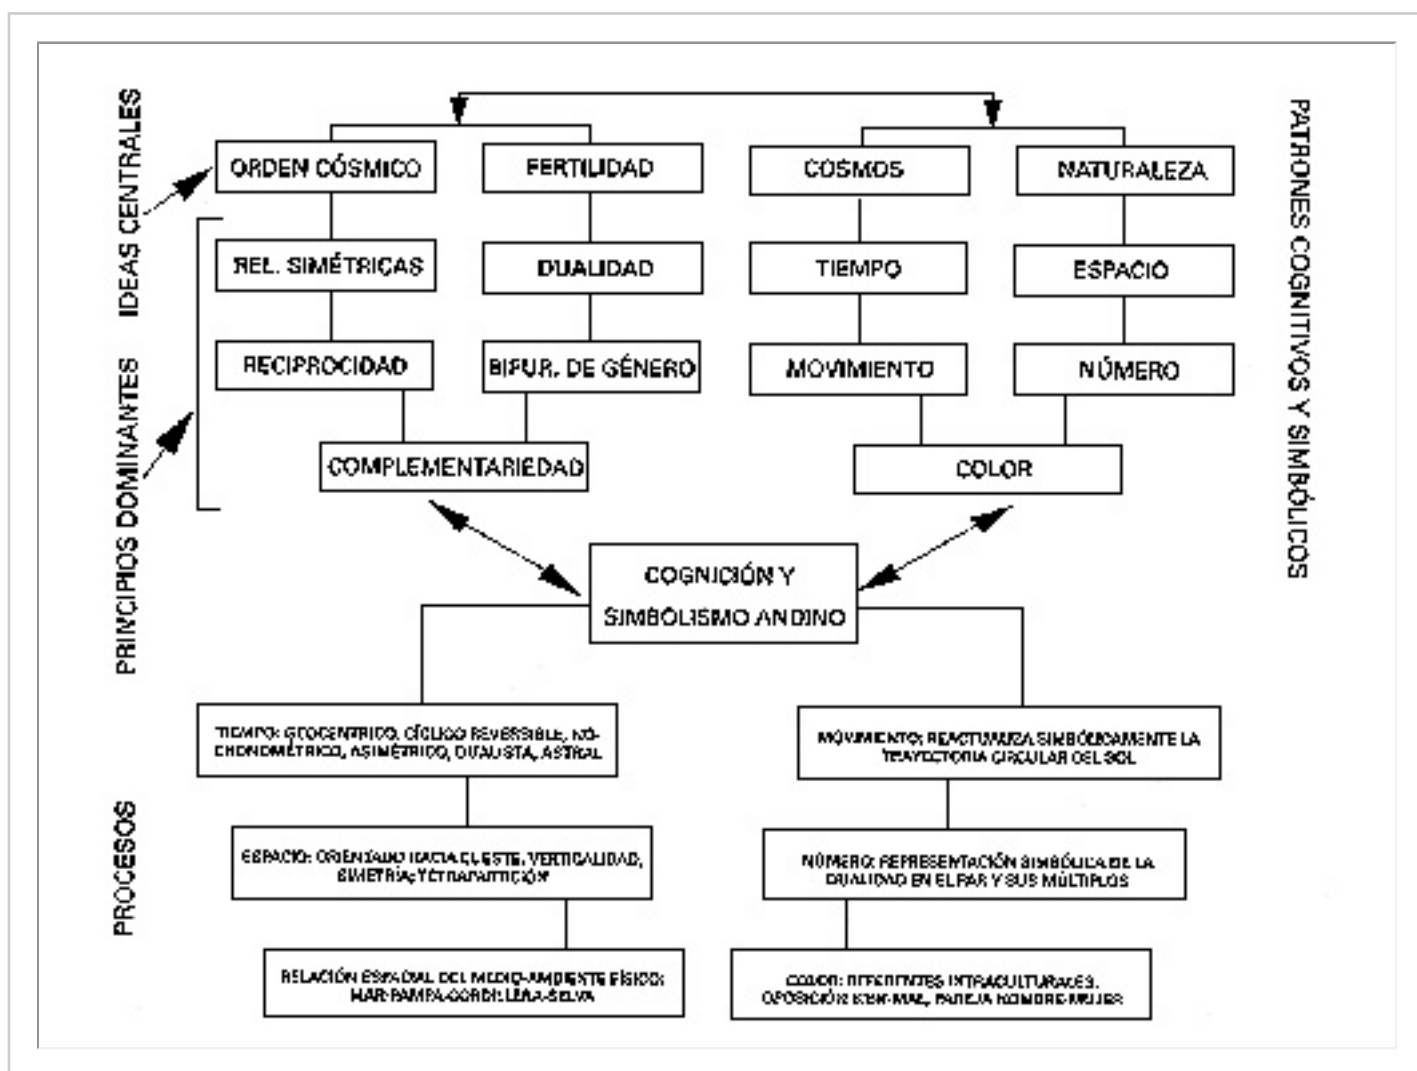 IDEAS CENTRALES
PRINCIPIOS DOMINANTES
PROCESOS
PATRONES COGNITIVOS Y SIMBÓLICOS
ORDEN CÓSMICO
FERTILIDAD
COSMOS
NATURALEZA
REL. SIMÉTRICAS
DUALIDAD
TIEMPO
ESPACIO
RECIPROCIDAD
BIFUR. DE GÉNERO
MOVIMIENTO
NÚMERO
COMPLEMENTARIEDAD
COLOR
COGNICIÓN Y
SIMBOLISMO ANDINO
TIEMPO: GEOCENTRICO, CÍCLICO REVERSIBLE, NO-
CHONOMÉTRICO, ASIMÉTRICO, DUALISTA, ASTRAL
MOVIMIENTO: REACTUALIZA SIMBÓLICAMENTE LA
TRAYECTORIA CIRCULAR DEL SOL
ESPACIO: ORIENTADO HACIA EL ESTE, VERTICALIDAD,
SIMETRÍA; TETRAPARTICIÓN
NÚMERO: REPRESENTACIÓN SIMBÓLICA DE LA
DUALIDAD EN EL PAR Y SUS MÚLTIPLOS
RELACIÓN ESPACIAL DEL MEDIO-AMBIENTE FÍSICO:
MAR-PAMPA-CORDILLERA-SELVA
COLOR: REFERENTES INTRACULTURALES.
OPOSICIÓN BIEN-MAL, PAREJA HOMBRE-MUJER